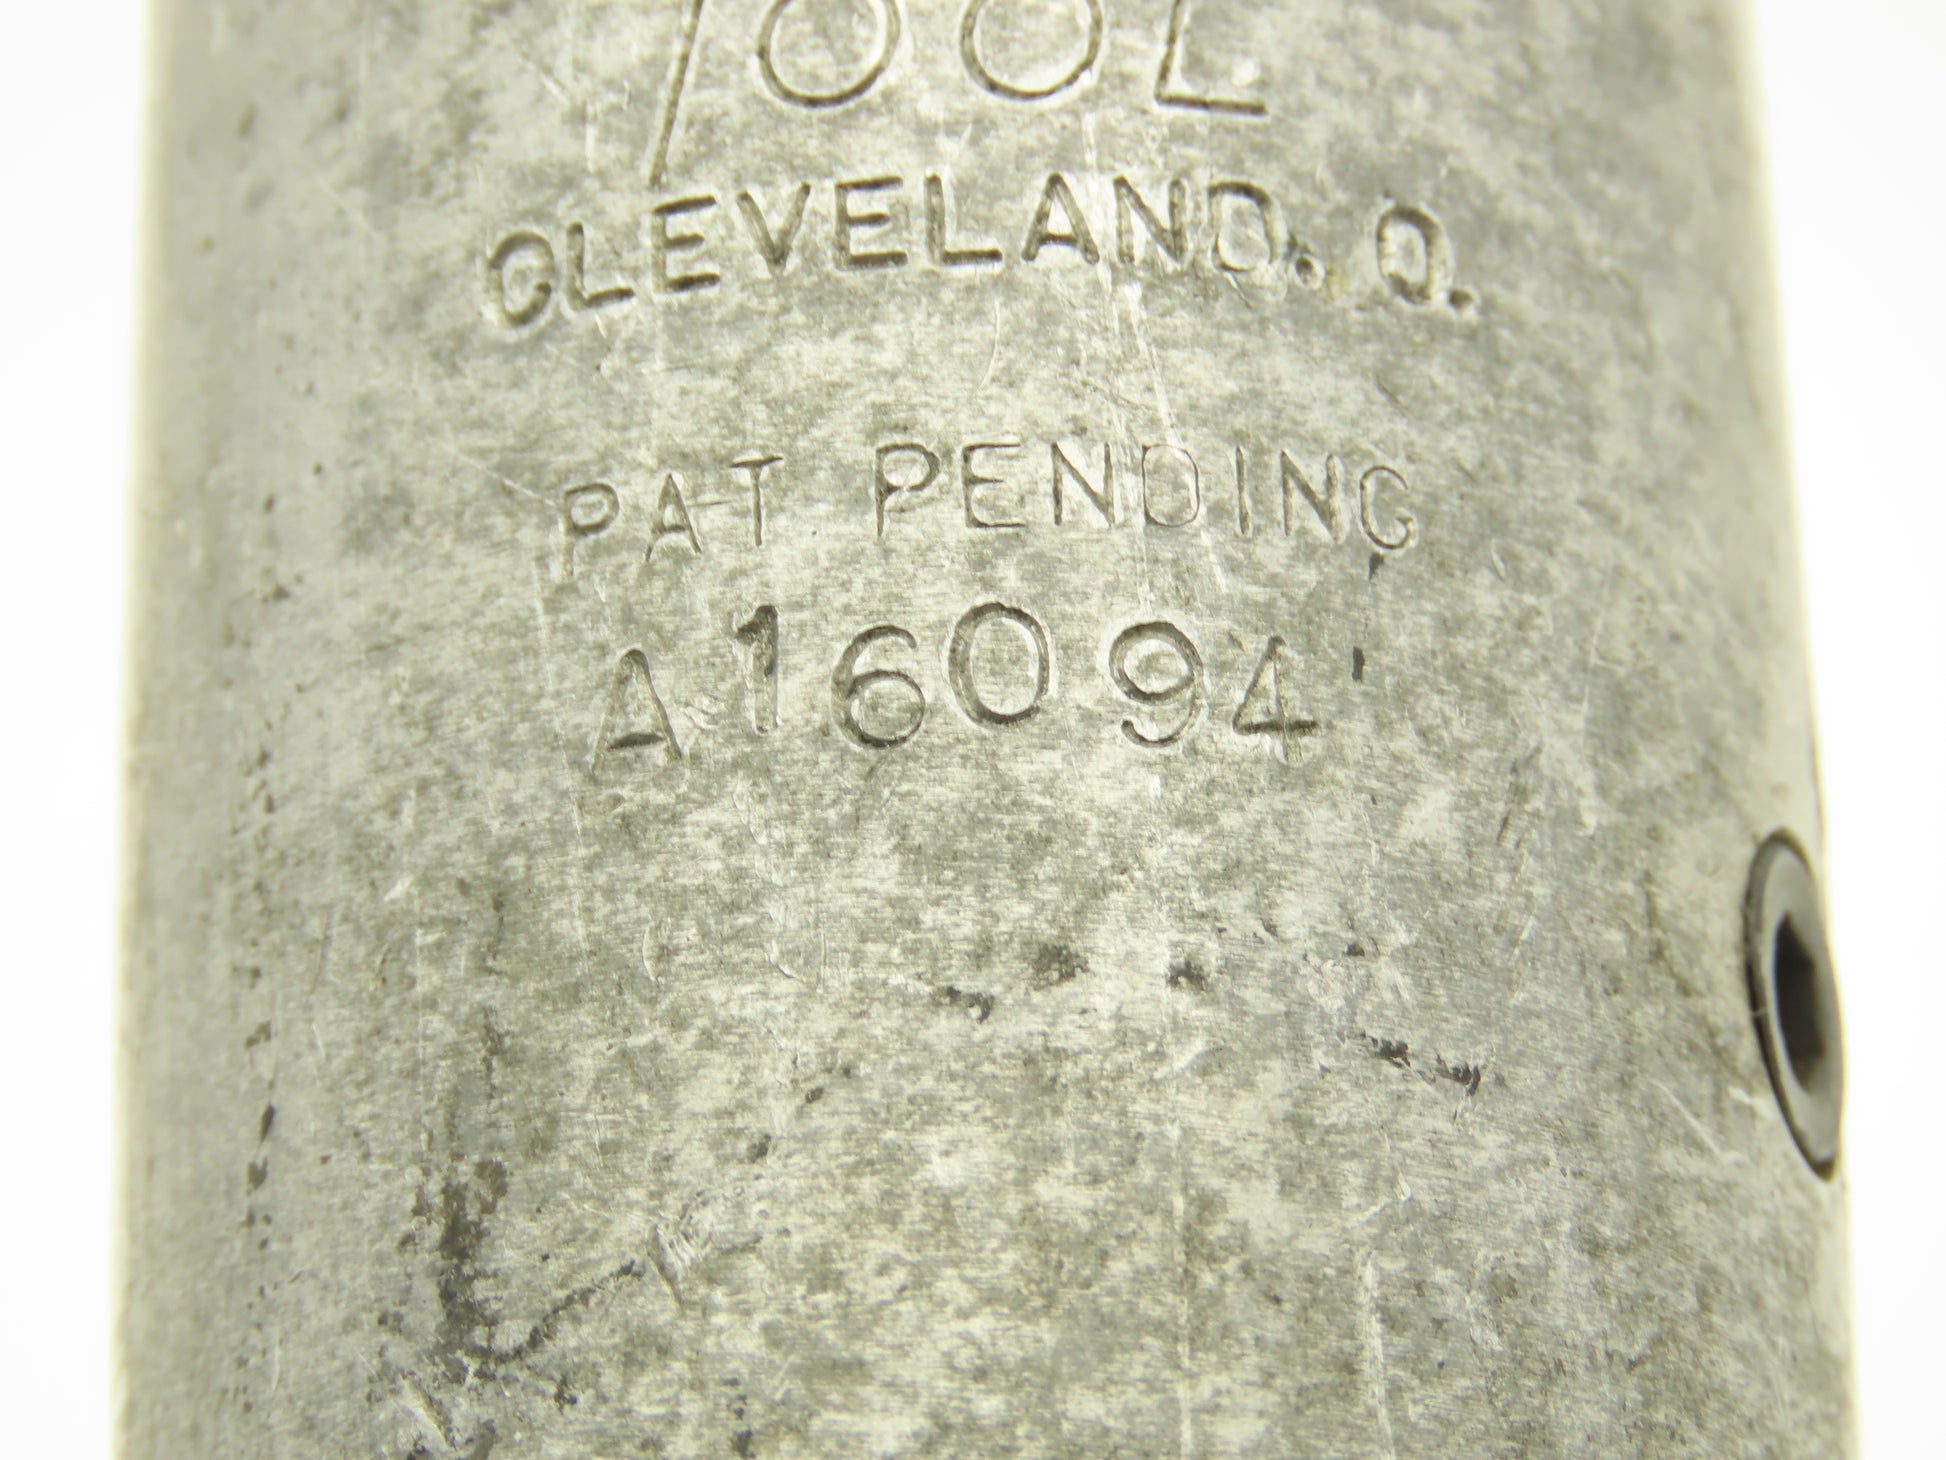 TOOL
CLEVELAND. O.
PAT PENDING
A16094